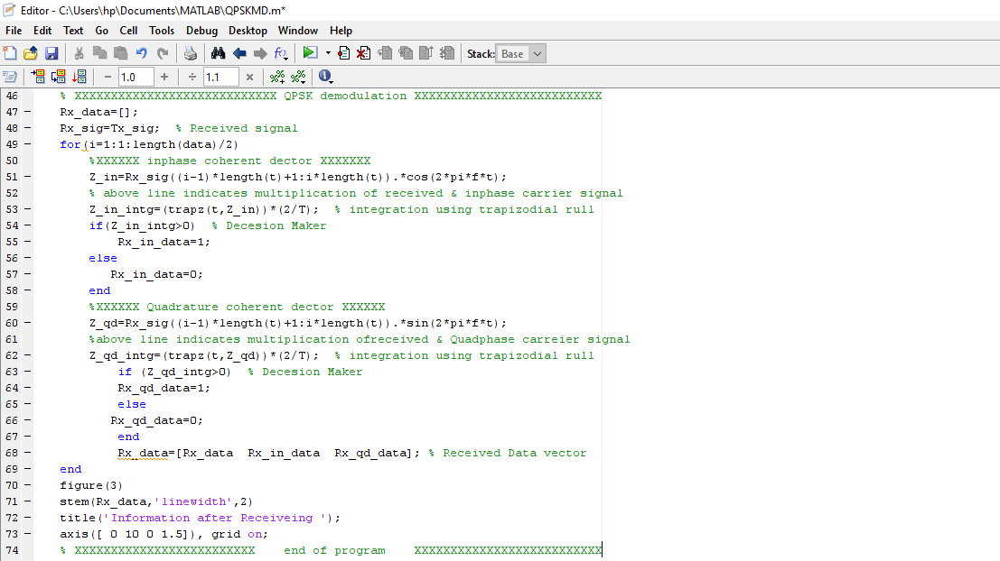 Editor - C:\Users\hp\Documents\MATLAB\QPSKMD.m*
File Edit Text Go Cell Tools Debug Desktop Window Help
Stack: Base
1.0 1.1
46 % XXXXXXXXXXXXXXXXXXXXXXXXXXXX QPSK demodulation XXXXXXXXXXXXXXXXXXXXXXXXXX
47 – Rx_data=[];
48 – Rx_sig=Tx_sig; % Received signal
49 – for(i=1:1:length(data)/2)
50 %XXXXXX inphase coherent dector XXXXXXX
51 – Z_in=Rx_sig((i-1)*length(t)+1:i*length(t)).*cos(2*pi*f*t);
52 % above line indicates multiplication of received & inphase carrier signal
53 – Z_in_intg=(trapz(t,Z_in))*(2/T); % integration using trapizodial rull
54 – if(Z_in_intg>0) % Decesion Maker
55 – Rx_in_data=1;
56 – else
57 – Rx_in_data=0;
58 – end
59 %XXXXXX Quadrature coherent dector XXXXXX
60 – Z_qd=Rx_sig((i-1)*length(t)+1:i*length(t)).*sin(2*pi*f*t);
61 %above line indicates multiplication ofreceived & Quadphase carreier signal
62 – Z_qd_intg=(trapz(t,Z_qd))*(2/T); % integration using trapizodial rull
63 – if (Z_qd_intg>0) % Decesion Maker
64 – Rx_qd_data=1;
65 – else
66 – Rx_qd_data=0;
67 – end
68 – Rx_data=[Rx_data Rx_in_data Rx_qd_data]; % Received Data vector
69 – end
70 – figure(3)
71 – stem(Rx_data,'linewidth',2)
72 – title('Information after Receiveing ');
73 – axis([ 0 10 0 1.5]), grid on;
74 % XXXXXXXXXXXXXXXXXXXXXXXXX end of program XXXXXXXXXXXXXXXXXXXXXXXXXX